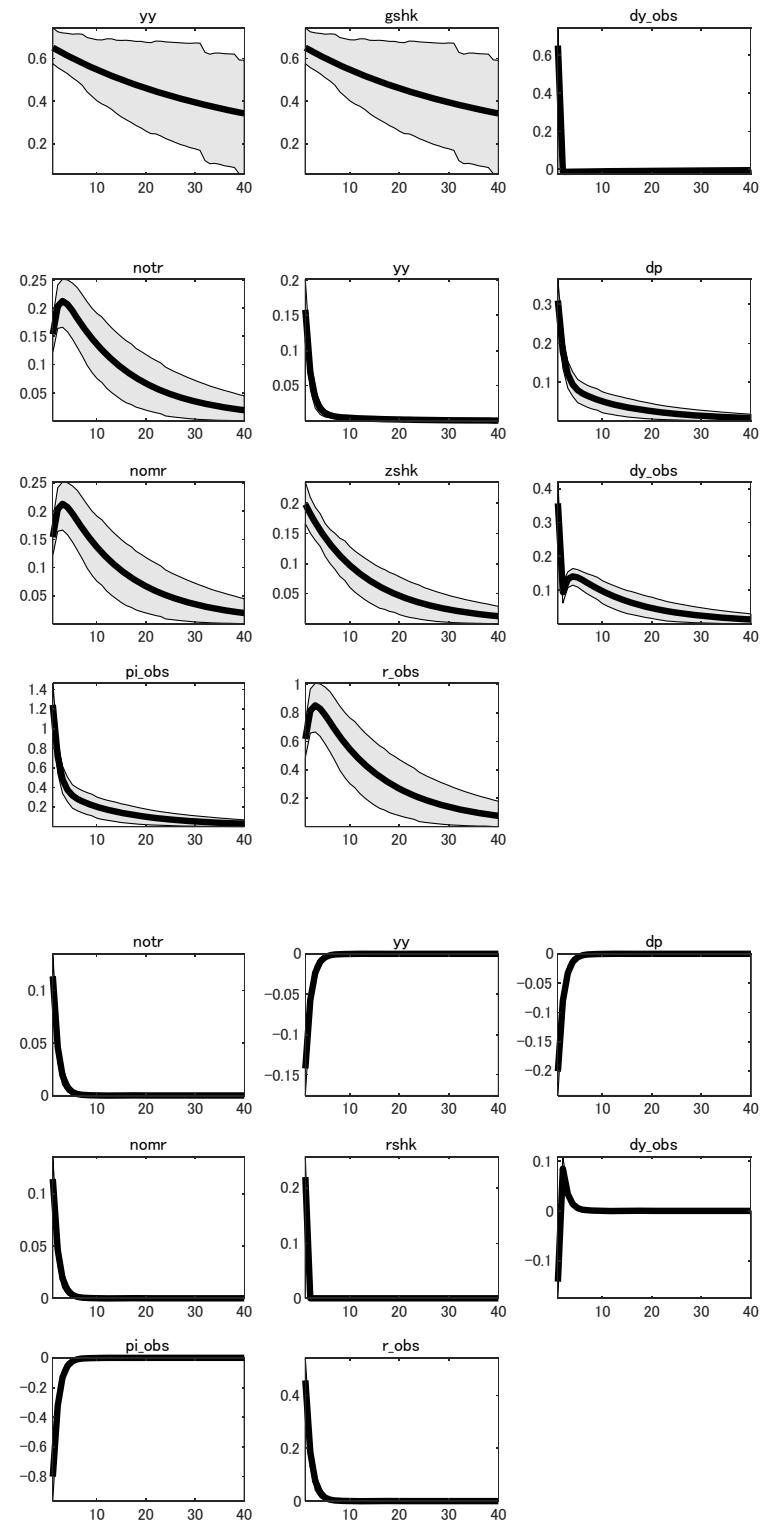 yy gshk dy_obs
0.6 0.6 0.6
0.4 0.4 0.4
0.2 0.2 0.2
0
10 20 30 40 10 20 30 40 10 20 30 40
notr yy dp
0.25 0.2
0.2 0.15 0.3
0.15 0.1 0.2
0.1 0.05 0.1
0.05
10 20 30 40 10 20 30 40 10 20 30 40
nomr zshk dy_obs
0.25 0.4
0.2 0.2 0.3
0.15 0.15 0.2
0.1 0.1 0.1
0.05 0.05
10 20 30 40 10 20 30 40 10 20 30 40
pi_obs r_obs
1.4 1
1.2 0.8
1 0.6
0.8 0.4
0.6 0.2
0.4
0.2
10 20 30 40 10 20 30 40
notr yy dp
0.1 0 0
0.05 −0.05 −0.05
0 −0.1 −0.1
−0.15 −0.15
−0.2
10 20 30 40 10 20 30 40 10 20 30 40
nomr rshk dy_obs
0.1 0.2 0.1
0.05 0.1 0
0 0 −0.1
10 20 30 40 10 20 30 40 10 20 30 40
pi_obs r_obs
0 0.4
−0.2 0.2
−0.4 0
−0.6
−0.8
10 20 30 40 10 20 30 40